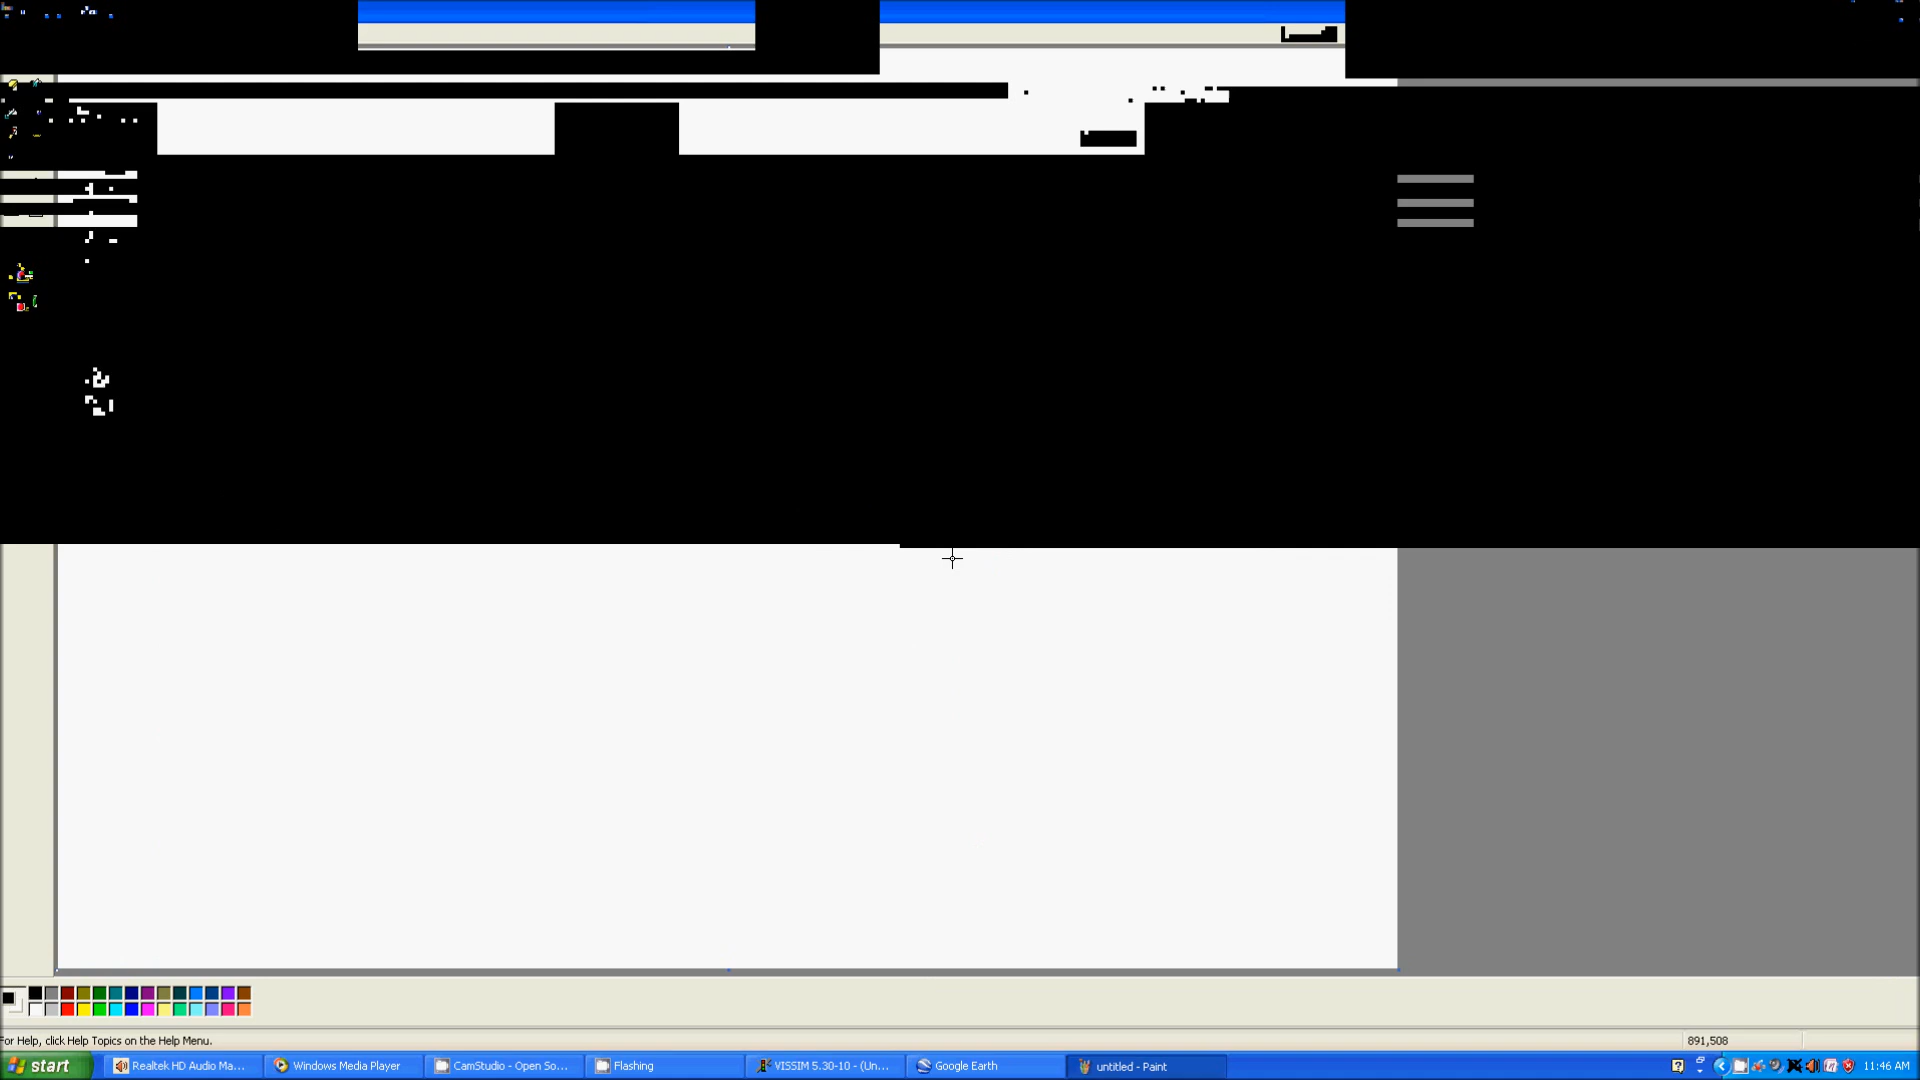 For Help, click Help Topics on the Help Menu.
891,508
start
Realtek HD Audio Ma...
Windows Media Player
CamStudio - Open So...
Flashing
VISSIM 5.30-10 - (Un...
Google Earth
untitled - Paint
11:46 AM